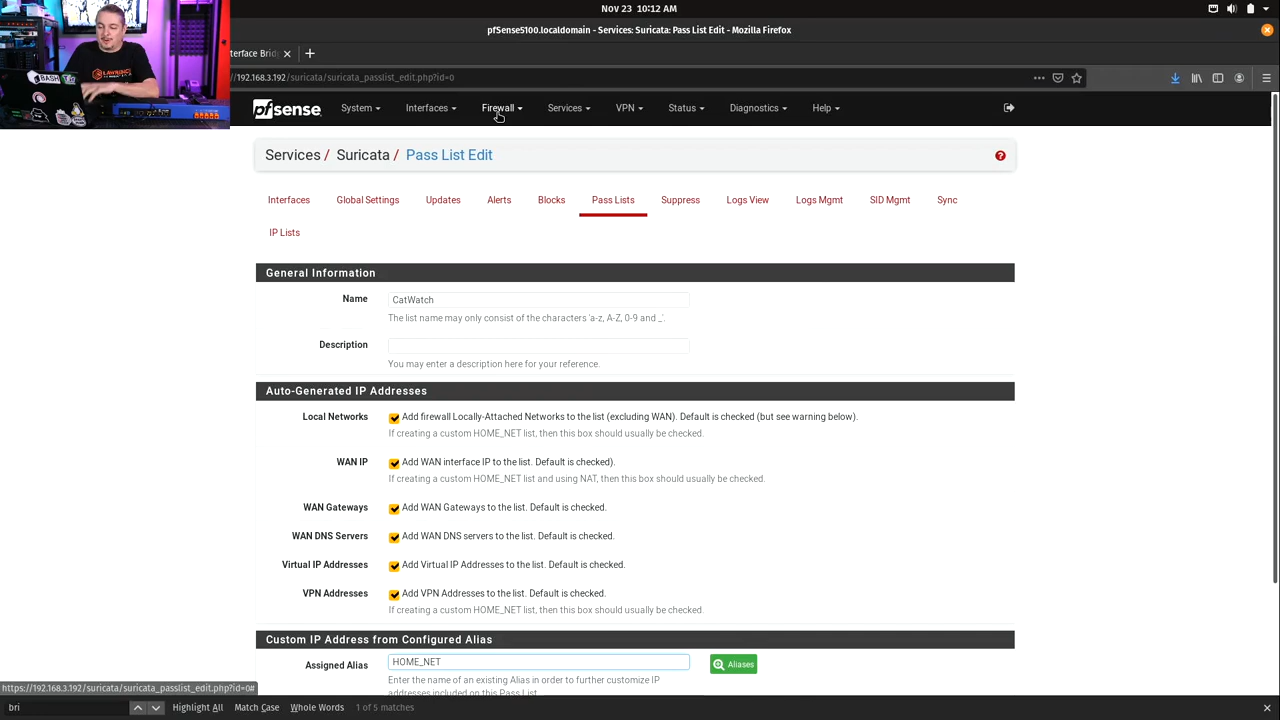 Nov 23 10:12 AM
pfSense5100.localdomain - Services: Suricata: Pass List Edit - Mozilla Firefox
terface Bri
//192.168.3.192/suricata/suricata_passlist_edit.php?id=0
pfsense System Interfaces Firewall Services VPN Status Diagnostics Help
Services / Suricata / Pass List Edit
Interfaces Global Settings Updates Alerts Blocks Pass Lists Suppress Logs View Logs Mgmt SID Mgmt Sync
IP Lists
General Information
Name CatWatch
The list name may only consist of the characters 'a-z, A-Z, 0-9 and _'.
Description
You may enter a description here for your reference.
Auto-Generated IP Addresses
Local Networks Add firewall Locally-Attached Networks to the list (excluding WAN). Default is checked (but see warning below).
If creating a custom HOME_NET list, then this box should usually be checked.
WAN IP Add WAN interface IP to the list. Default is checked).
If creating a custom HOME_NET list and using NAT, then this box should usually be checked.
WAN Gateways Add WAN Gateways to the list. Default is checked.
WAN DNS Servers Add WAN DNS servers to the list. Default is checked.
Virtual IP Addresses Add Virtual IP Addresses to the list. Default is checked.
VPN Addresses Add VPN Addresses to the list. Default is checked.
If creating a custom HOME_NET list, then this box should usually be checked.
Custom IP Address from Configured Alias
Assigned Alias HOME_NET Aliases
Enter the name of an existing Alias in order to further customize IP
addresses included on this Pass List
https://192.168.3.192/suricata/suricata_passlist_edit.php?id=0#
bri Highlight All Match Case Whole Words 1 of 5 matches
LAWRENCE
BASH